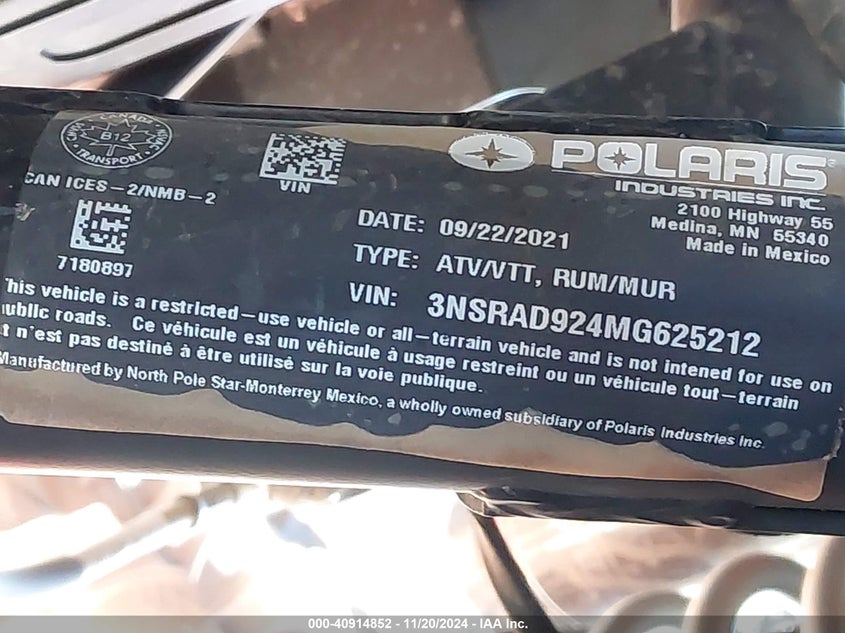 CANADA
B12
TRANSPORT
VIN
POLARIS
INDUSTRIES INC.
2100 Highway 55
Medina, MN 55340
Made in Mexico
CAN ICES-2/NMB-2
7180897
DATE: 09/22/2021
TYPE: ATV/VTT, RUM/MUR
VIN: 3NSRAD924MG625212
This vehicle is a restricted-use vehicle or all-terrain vehicle and is not intened for use on
public roads. Ce véhicule est un véhicule à usage restreint ou un véhicule tout-terrain
t n'est pas destiné à être utilisé sur la voie publique.
Manufactured by North Pole Star-Monterrey Mexico, a wholly owned subsidiary of Polaris Industries Inc.
000-40914852 - 11/20/2024 - IAA Inc.